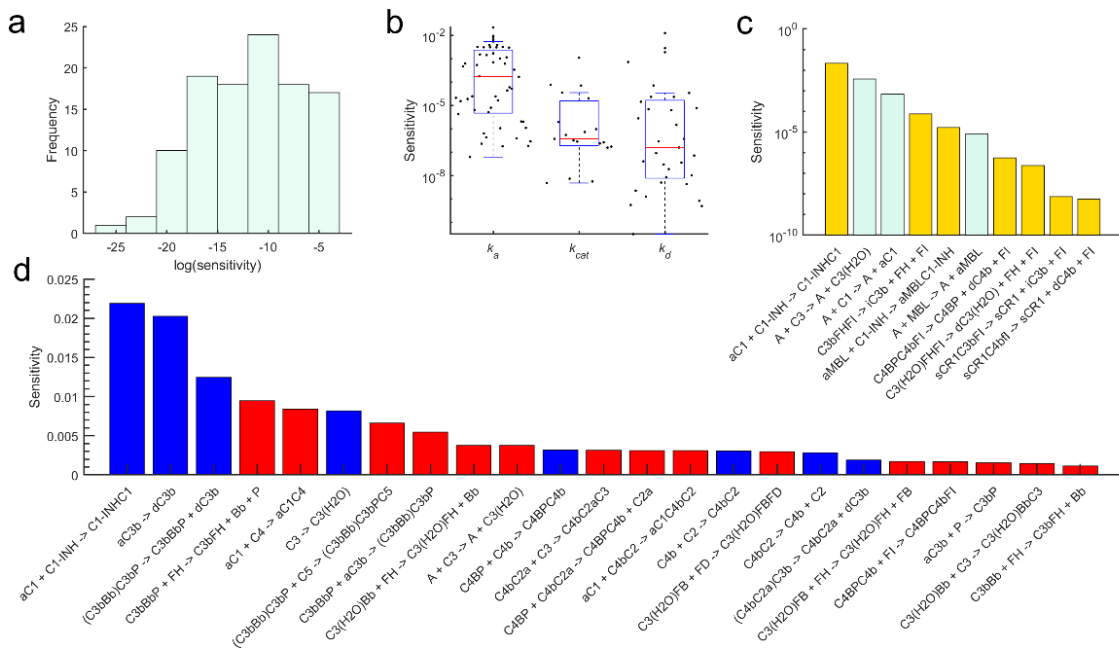 a
Frequency
25
20
15
10
5
0
-25
-20
-15
-10
-5
log(sensitivity)
b
Sensitivity
10-2
10-5
10-8
ka
kcat
kd
c
Sensitivity
100
10-5
10-10
aC1 + C1-INH -> C1-INHC1
A + C3 -> A + C3(H2O)
A + C1 -> A + aC1
C3bFHFI -> iC3b + FH + FI
aMBL + C1-INH -> aMBLC1-INH
A + MBL -> A + aMBL
C4BPC4bFI -> C4BP + dC4b + FI
C3(H2O)FHFI -> dC3(H2O) + FH + FI
sCR1C3bFI -> sCR1 + iC3b + FI
sCR1C4bfI -> sCR1 + dC4b + FI
d
Sensitivity
0.025
0.02
0.015
0.01
0.005
0
aC1 + C1-INH -> C1-INHC1
aC3b -> dC3b
(C3bBb)C3bP -> C3bBbP + dC3b
C3bBbP + FH -> C3bFH + Bb + P
aC1 + C4 -> aC1C4
C3 -> C3(H2O)
(C3bBb)C3bP + C5 -> (C3bBb)C3bPC5
C3bBbP + aC3b -> (C3bBb)C3bP
C3(H2O)Bb + FH -> C3(H2O)FH + Bb
A + C3 -> A + C3(H2O)
C4BP + C4b -> C4BPC4b
C4bC2a + C3 -> C4bC2aC3
C4BP + C4bC2a -> C4BPC4b + C2a
aC1 + C4bC2 -> aC1C4bC2
C4b + C2 -> C4bC2
C3(H2O)FB + FD -> C3(H2O)FBFD
C4bC2 -> C4b + C2
(C4bC2a)C3b -> C4bC2a + dC3b
C3(H2O)FB + FH -> C3(H2O)FH + FB
C4BPC4b + FI -> C4BPC4bFI
aC3b + P -> C3bP
C3(H2O)Bb + C3 -> C3(H2O)BbC3
C3bBb + FH -> C3bFH + Bb